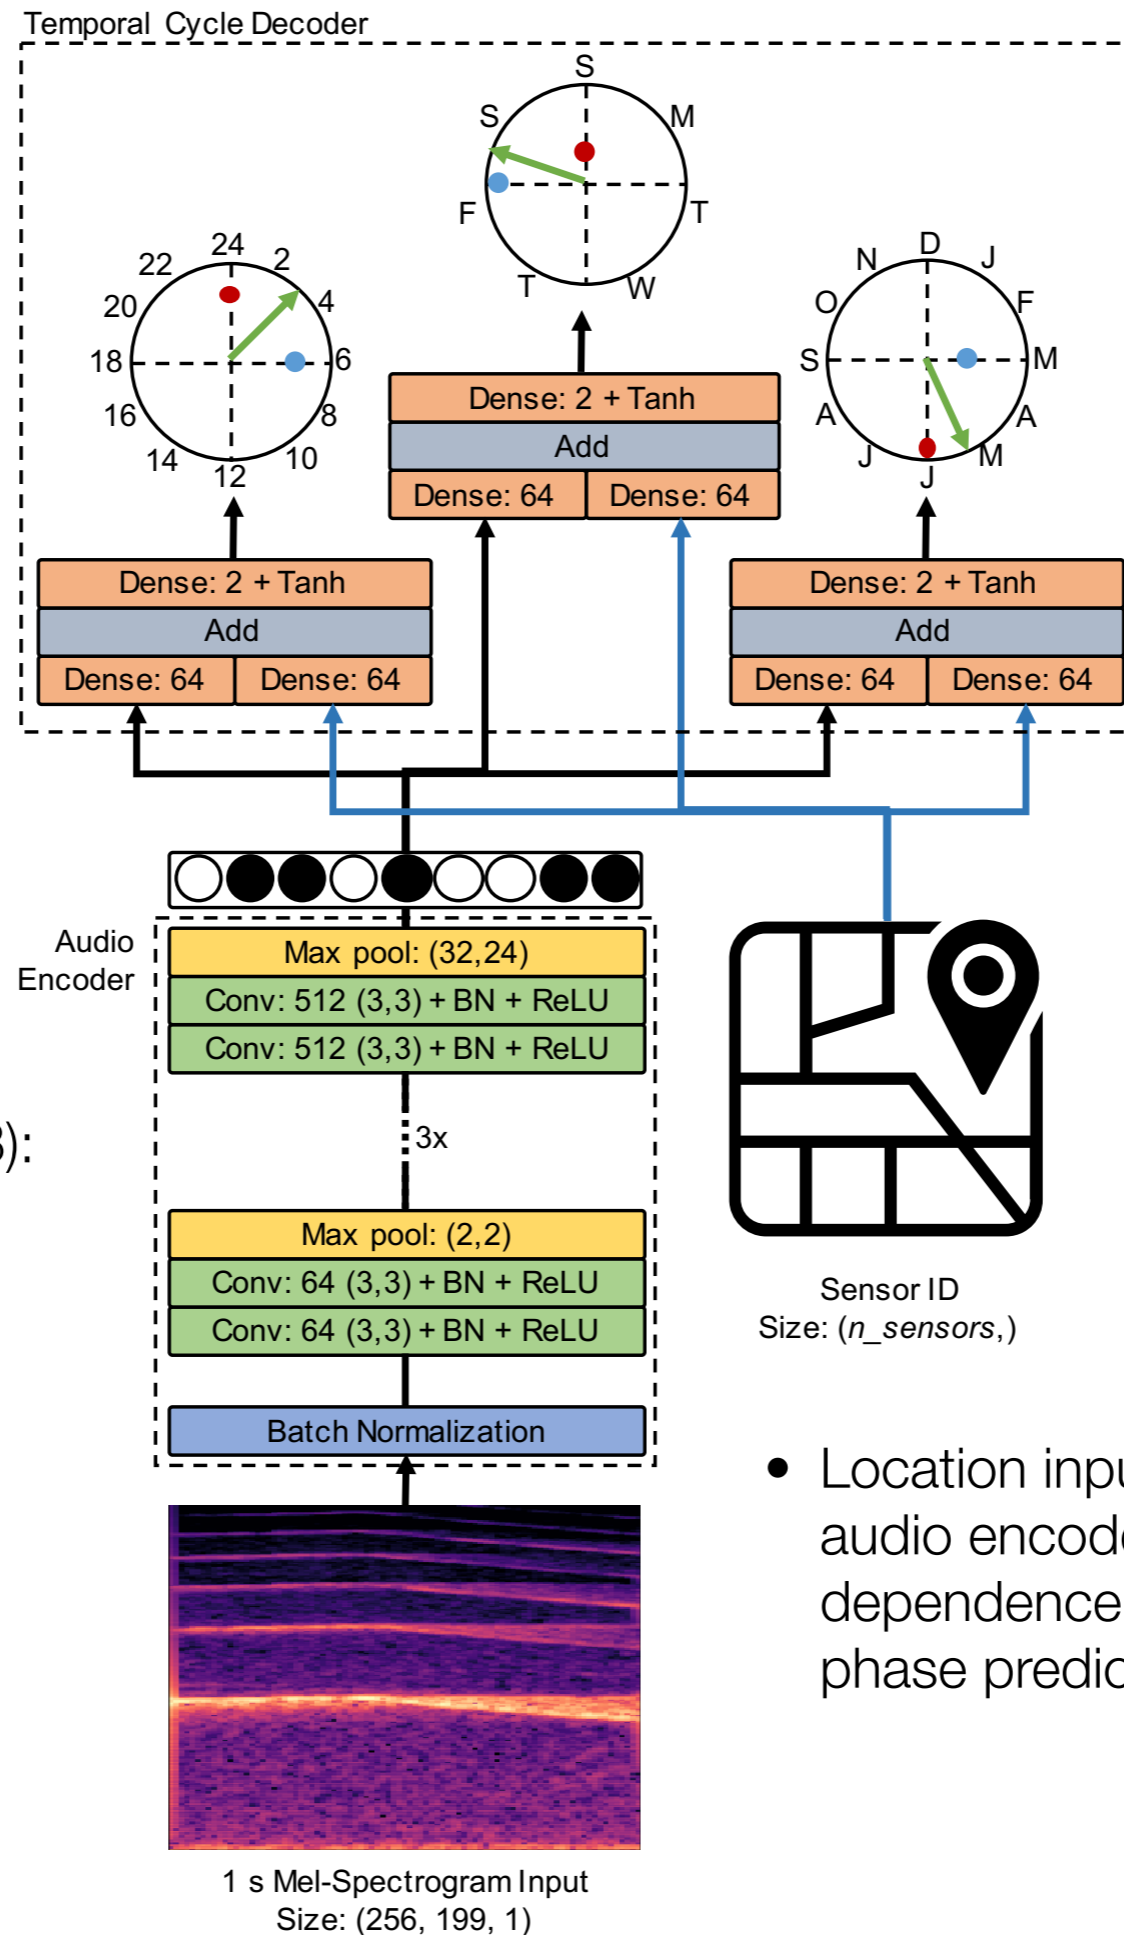 Temporal Cycle Decoder
S
S
M
F
T
T
W
24
22
2
20
4
18
6
16
8
14
10
12
D
N
J
O
F
S
M
A
A
J
M
J
Dense: 2 + Tanh
Add
Dense: 64
Dense: 64
Dense: 2 + Tanh
Add
Dense: 64
Dense: 64
Dense: 2 + Tanh
Add
Dense: 64
Dense: 64
Audio
Encoder
Max pool: (32,24)
Conv: 512 (3,3) + BN + ReLU
Conv: 512 (3,3) + BN + ReLU
3x
):
Max pool: (2,2)
Conv: 64 (3,3) + BN + ReLU
Conv: 64 (3,3) + BN + ReLU
Batch Normalization
Sensor ID
Size: (n_sensors,)
• Location inpu
audio encode
dependence
phase predic
1 s Mel-Spectrogram Input
Size: (256, 199, 1)